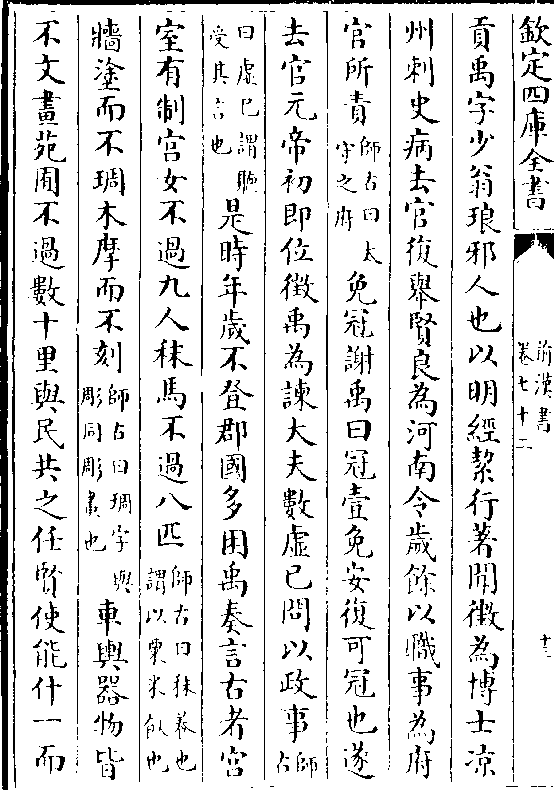 欽定四庫全書
前漢書
卷七十二
十三
貢禹字少翁琅邪人也以明經絜行著聞徵為博士涼
州刺史病去官復舉賢良為河南令歲餘以職事為府
官所責
師古曰太
守之府
免冠謝禹曰冠壹免安復可冠也遂
去官元帝初即位徵禹為諫大夫數虛已問以政事
師古
曰虛已謂聽
受其言也
是時年歲不登郡國多困禹奏言古者宮
室有制宮女不過九人秣馬不過八匹
師古曰秣養也
謂以粟米飤也
牆塗而不琱木摩而不刻
師古曰琱字與
彫同彫畫也
車輿器物皆
不文畫苑囿不過數十里與民共之任賢使能什一而